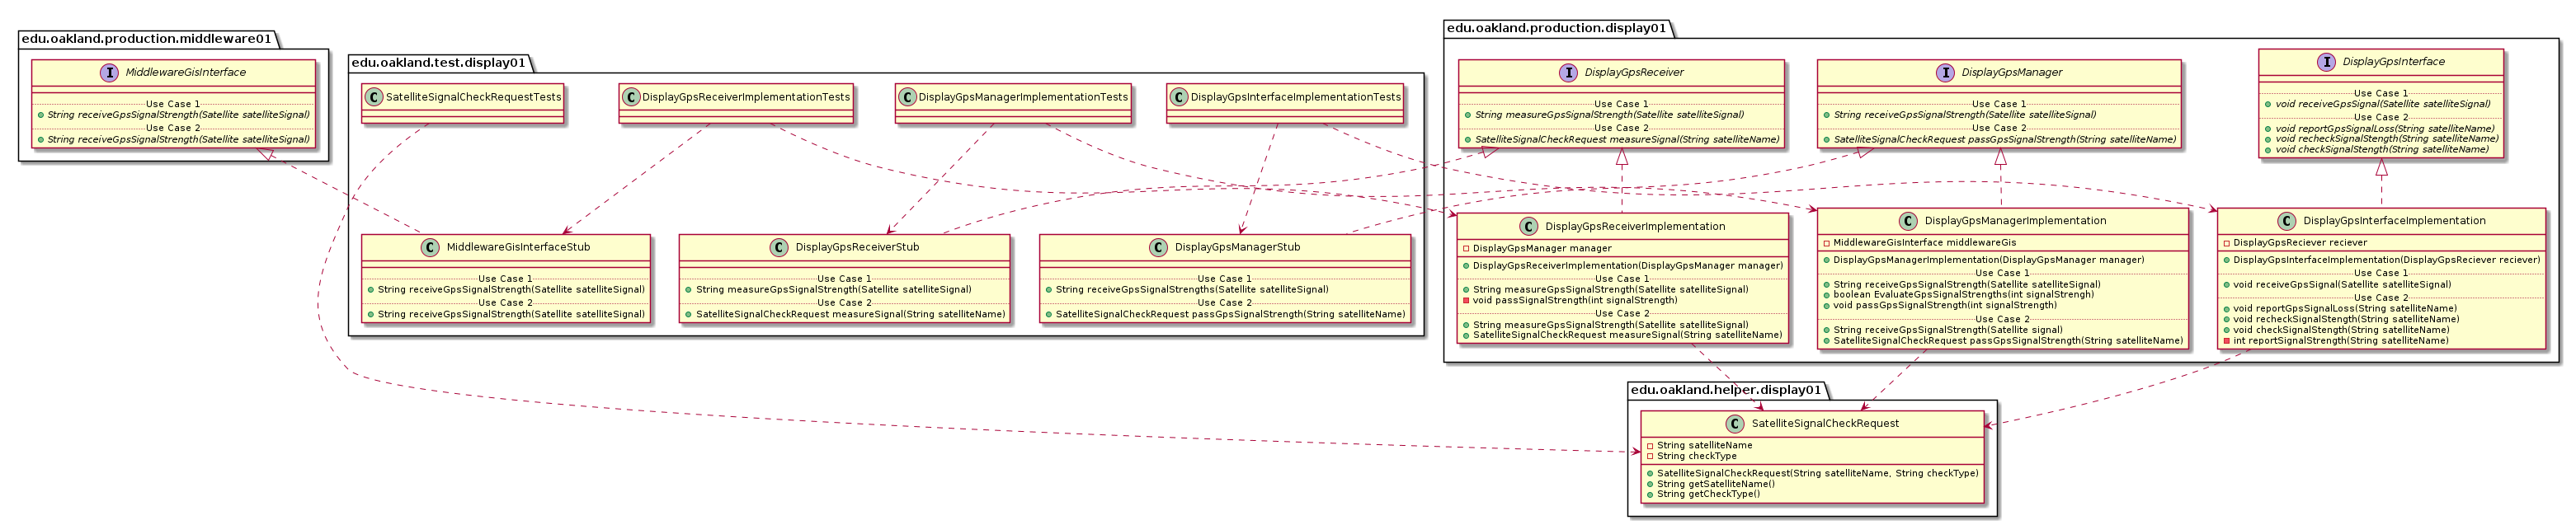 edu.oakland.production.middleware01
I MiddlewareGisInterface
Use Case 1
String receiveGpsSignalStrength(Satellite satelliteSignal)
Use Case 2
String receiveGpsSignalStrength(Satellite satelliteSignal)
edu.oakland.test.display01
C SatelliteSignalCheckRequestTests
C DisplayGpsReceiverImplementationTests
C DisplayGpsManagerImplementationTests
C DisplayGpsInterfaceImplementationTests
C MiddlewareGisInterfaceStub
Use Case 1
String receiveGpsSignalStrength(Satellite satelliteSignal)
Use Case 2
String receiveGpsSignalStrength(Satellite satelliteSignal)
C DisplayGpsReceiverStub
Use Case 1
String measureGpsSignalStrength(Satellite satelliteSignal)
Use Case 2
SatelliteSignalCheckRequest measureSignal(String satelliteName)
C DisplayGpsManagerStub
Use Case 1
String receiveGpsSignalStrengths(Satellite satelliteSignal)
Use Case 2
SatelliteSignalCheckRequest passGpsSignalStrength(String satelliteName)
edu.oakland.production.display01
I DisplayGpsReceiver
Use Case 1
String measureGpsSignalStrength(Satellite satelliteSignal)
Use Case 2
SatelliteSignalCheckRequest measureSignal(String satelliteName)
I DisplayGpsManager
Use Case 1
String receiveGpsSignalStrength(Satellite satelliteSignal)
Use Case 2
SatelliteSignalCheckRequest passGpsSignalStrength(String satelliteName)
I DisplayGpsInterface
Use Case 1
void receiveGpsSignal(Satellite satelliteSignal)
Use Case 2
void reportGpsSignalLoss(String satelliteName)
void recheckSignalStength(String satelliteName)
void checkSignalStength(String satelliteName)
C DisplayGpsReceiverImplementation
DisplayGpsManager manager
DisplayGpsReceiverImplementation(DisplayGpsManager manager)
Use Case 1
String measureGpsSignalStrength(Satellite satelliteSignal)
void passSignalStrength(int signalStrength)
Use Case 2
String measureGpsSignalStrength(Satellite satelliteSignal)
SatelliteSignalCheckRequest measureSignal(String satelliteName)
C DisplayGpsManagerImplementation
MiddlewareGisInterface middlewareGis
DisplayGpsManagerImplementation(DisplayGpsManager manager)
Use Case 1
String receiveGpsSignalStrength(Satellite satelliteSignal)
boolean EvaluateGpsSignalStrengths(int signalStrengh)
void passGpsSignalStrength(int signalStrength)
Use Case 2
String receiveGpsSignalStrength(Satellite signal)
SatelliteSignalCheckRequest passGpsSignalStrength(String satelliteName)
C DisplayGpsInterfaceImplementation
DisplayGpsReciever reciever
DisplayGpsInterfaceImplementation(DisplayGpsReciever reciever)
Use Case 1
void receiveGpsSignal(Satellite satelliteSignal)
Use Case 2
void reportGpsSignalLoss(String satelliteName)
void recheckSignalStength(String satelliteName)
void checkSignalStength(String satelliteName)
int reportSignalStrength(String satelliteName)
edu.oakland.helper.display01
C SatelliteSignalCheckRequest
String satelliteName
String checkType
SatelliteSignalCheckRequest(String satelliteName, String checkType)
String getSatelliteName()
String getCheckType()